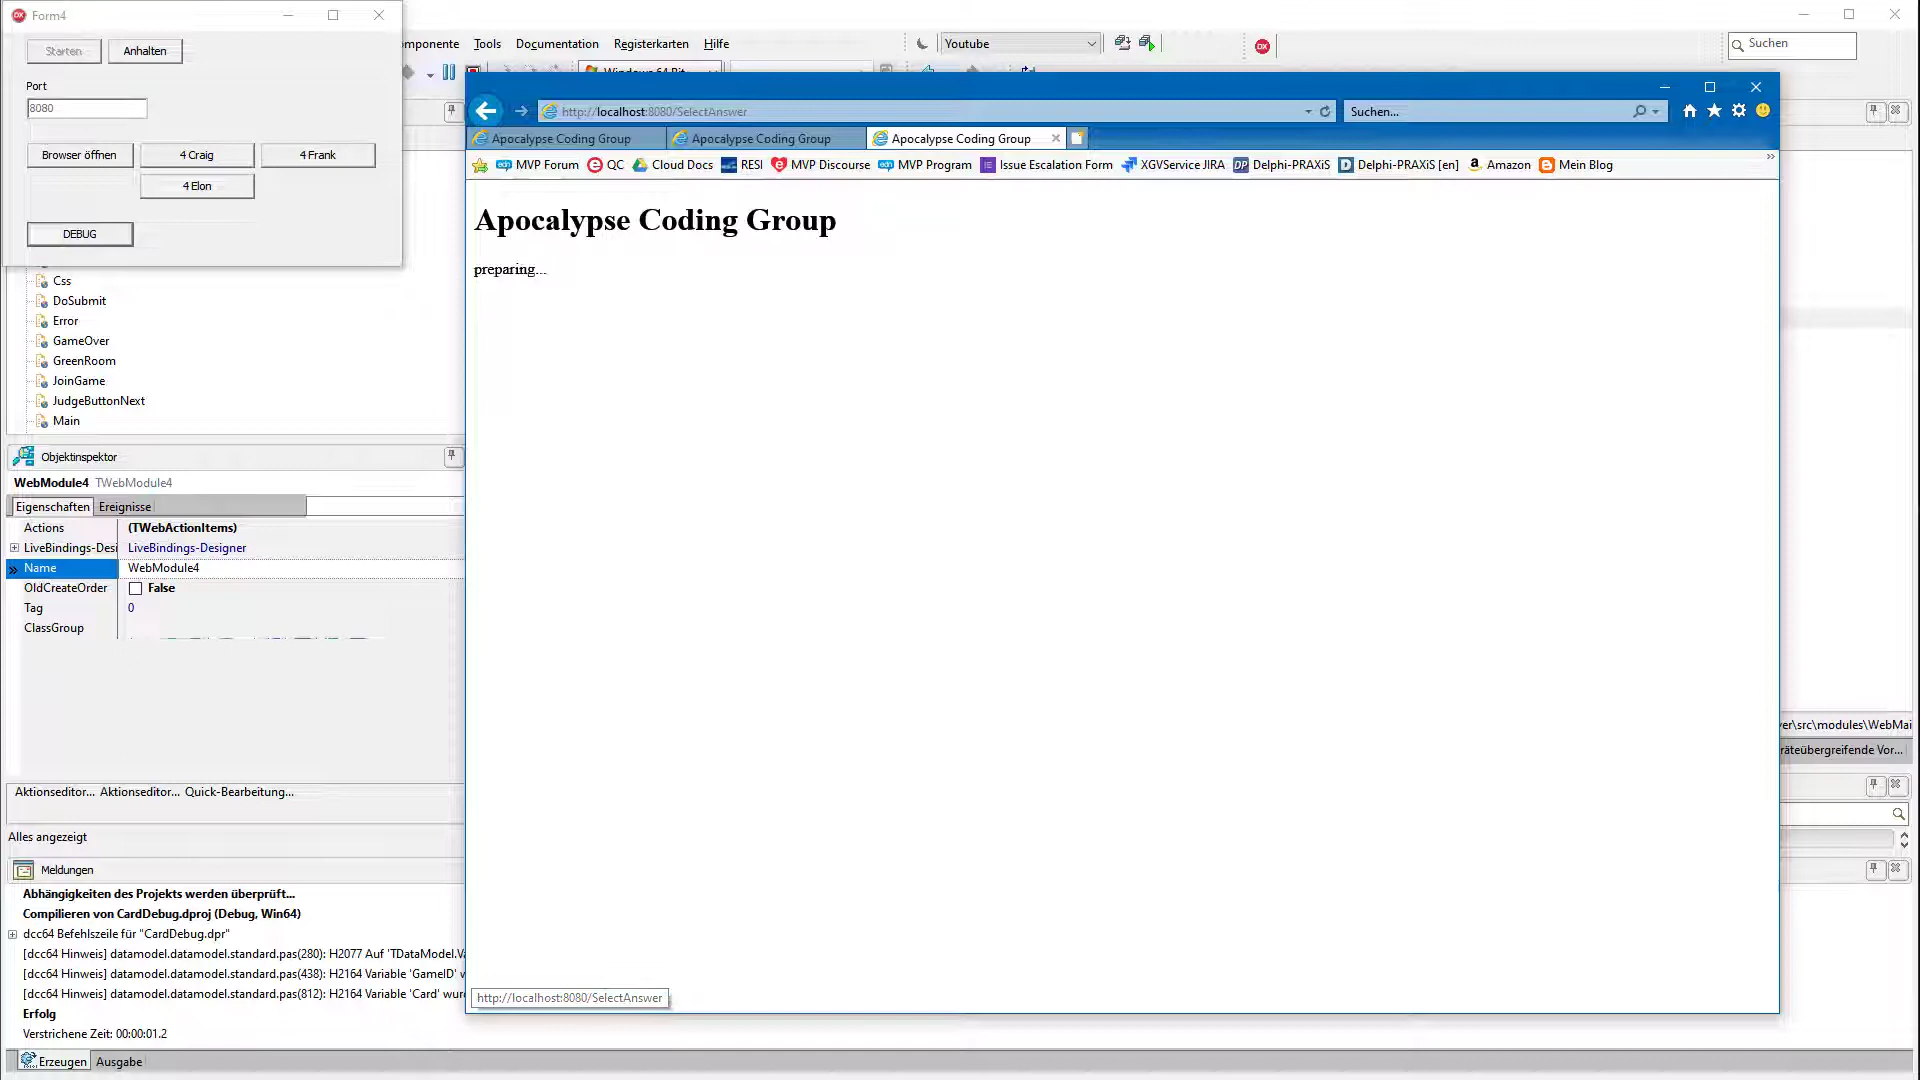 Form4
Starten Anhalten
Port
8080
Browser öffnen 4 Craig 4 Frank
4 Elon
DEBUG
omponente Tools Documentation Registerkarten Hilfe
Youtube
Suchen
http://localhost:8080/SelectAnswer
Suchen...
Apocalypse Coding Group Apocalypse Coding Group Apocalypse Coding Group
MVP Forum QC Cloud Docs RESI MVP Discourse MVP Program Issue Escalation Form XGVService JIRA Delphi-PRAXiS Delphi-PRAXiS [en] Amazon Mein Blog
Apocalypse Coding Group
preparing...
http://localhost:8080/SelectAnswer
Css
DoSubmit
Error
GameOver
GreenRoom
JoinGame
JudgeButtonNext
Main
Objektinspektor
WebModule4 TWebModule4
Eigenschaften Ereignisse
Actions (TWebActionItems)
LiveBindings-Desi LiveBindings-Designer
Name WebModule4
OldCreateOrder False
Tag 0
ClassGroup
er\src\modules\WebMai
räteübergreifende Vor...
Aktionseditor... Aktionseditor... Quick-Bearbeitung...
Alles angezeigt
Meldungen
Abhängigkeiten des Projekts werden überprüft...
Compilieren von CardDebug.dproj (Debug, Win64)
dcc64 Befehlszeile für "CardDebug.dpr"
[dcc64 Hinweis] datamodel.datamodel.standard.pas(280): H2077 Auf 'TDataModel.Va
[dcc64 Hinweis] datamodel.datamodel.standard.pas(438): H2164 Variable 'GameID' w
[dcc64 Hinweis] datamodel.datamodel.standard.pas(812): H2164 Variable 'Card' wurd
Erfolg
Verstrichene Zeit: 00:00:01.2
Erzeugen Ausgabe